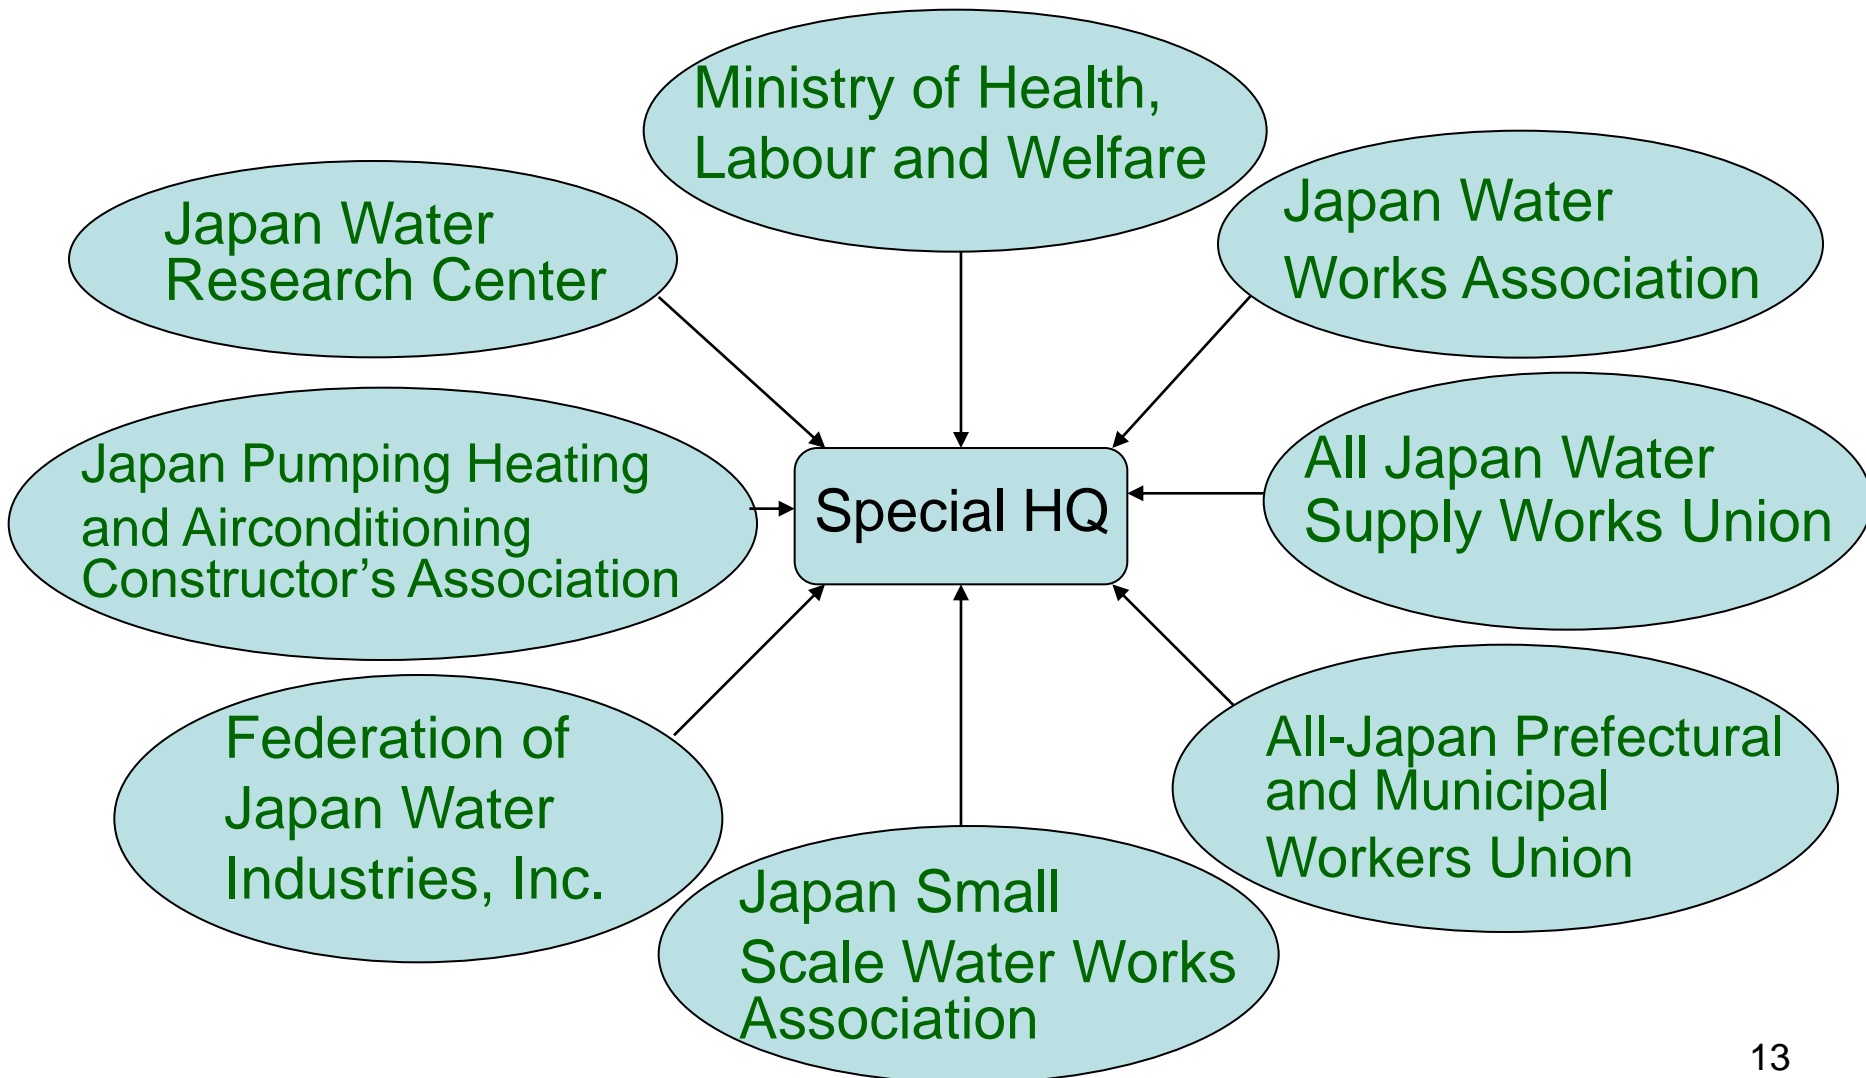 Ministry of Health,
Labour and Welfare
Japan Water
Research Center
Japan Water
Works Association
Japan Pumping Heating
and Airconditioning
Constructor’s Association
Special HQ
All Japan Water
Supply Works Union
Federation of
Japan Water
Industries, Inc.
All-Japan Prefectural
and Municipal
Workers Union
Japan Small
Scale Water Works
Association
13